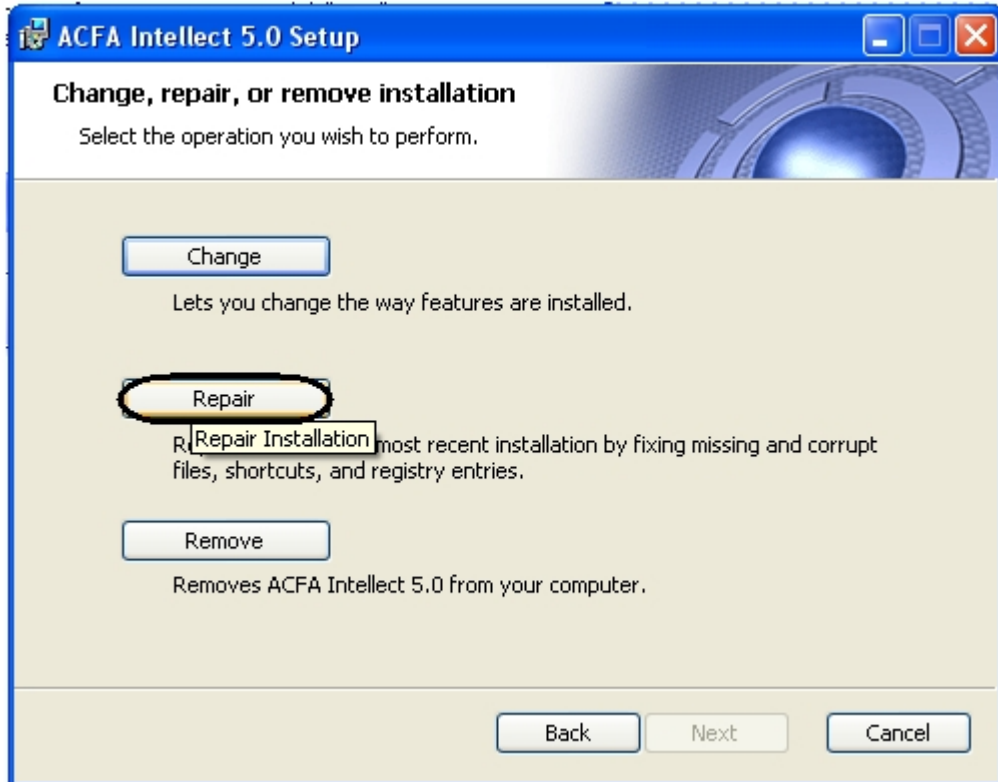 ACFA Intellect 5.0 Setup
Change, repair, or remove installation
Select the operation you wish to perform.
Change
Lets you change the way features are installed.
Repair
Repair Installation
most recent installation by fixing missing and corrupt
files, shortcuts, and registry entries.
Remove
Removes ACFA Intellect 5.0 from your computer.
Back Next Cancel